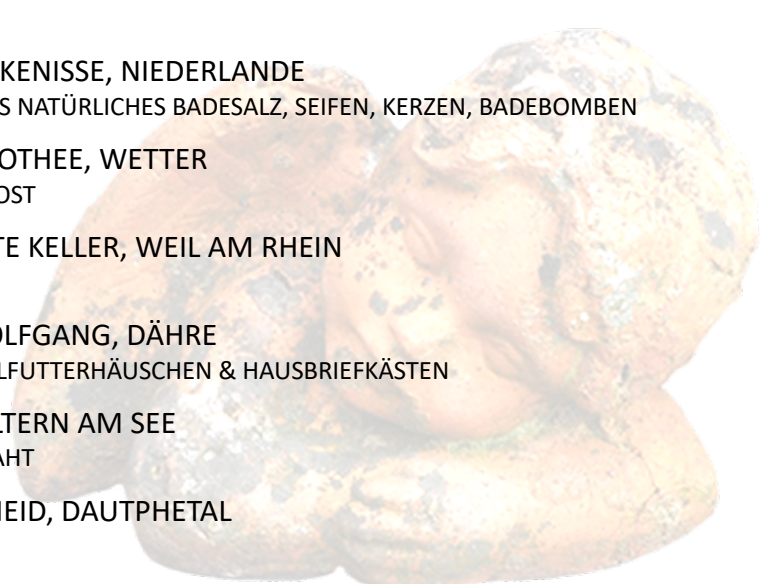 KENISSE, NIEDERLANDE
S NATÜRLICHES BADESALZ, SEIFEN, KERZEN, BADEBOMBEN
OTHEE, WETTER
OST
TE KELLER, WEIL AM RHEIN
OLFGANG, DÄHRE
LFUTTERHÄUSCHEN & HAUSBRIEFKÄSTEN
LTERN AM SEE
AHT
HEID, DAUTPHETAL